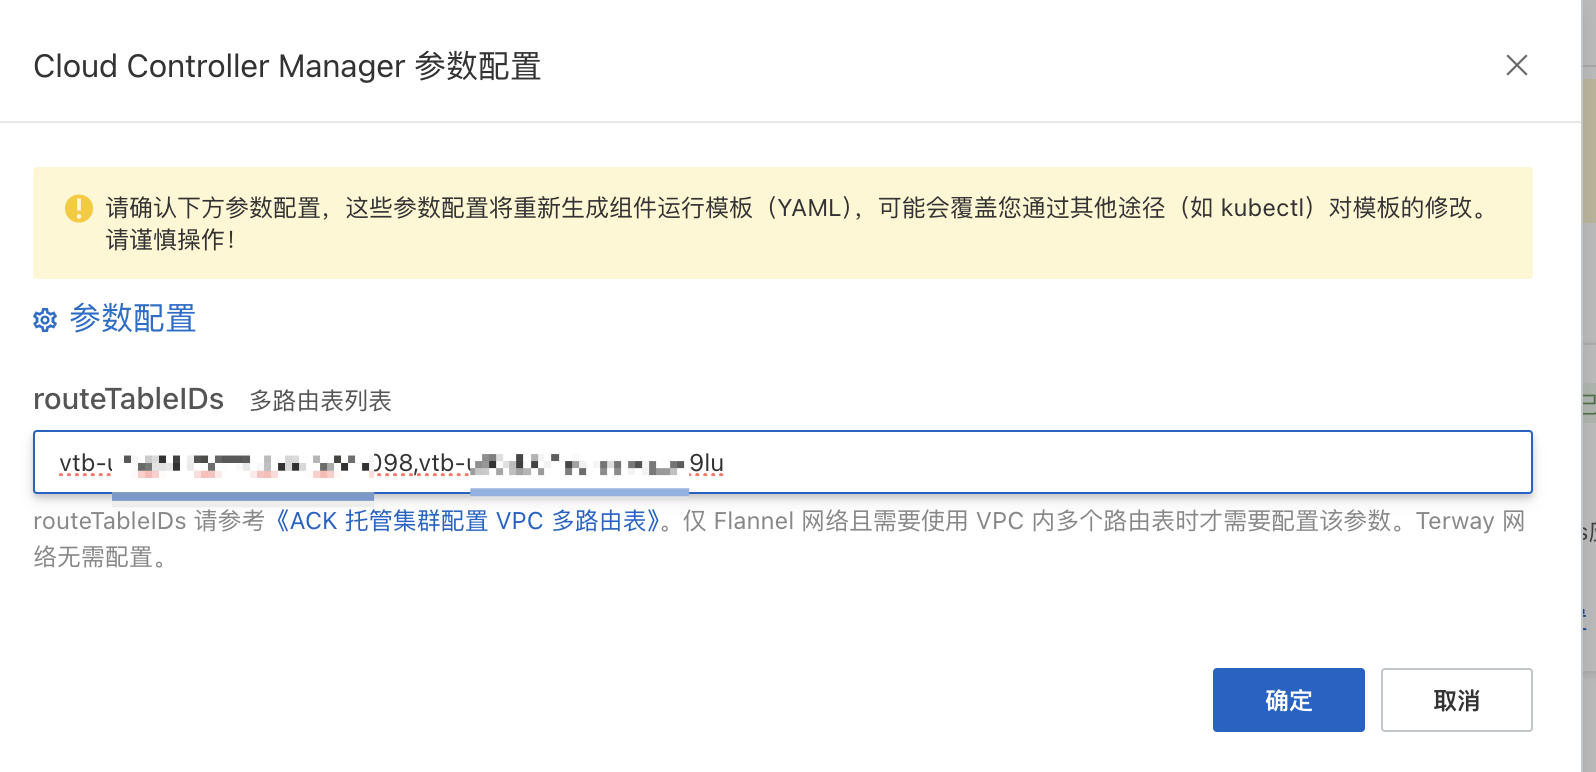 Cloud Controller Manager 参数配置
请确认下方参数配置，这些参数配置将重新生成组件运行模板（YAML），可能会覆盖您通过其他途径（如 kubectl）对模板的修改。
请谨慎操作！
参数配置
routeTableIDs 多路由表列表
vtb-u 098,vtb-u 9lu
routeTableIDs 请参考《ACK 托管集群配置 VPC 多路由表》。仅 Flannel 网络且需要使用 VPC 内多个路由表时才需要配置该参数。Terway 网
络无需配置。
确定 取消